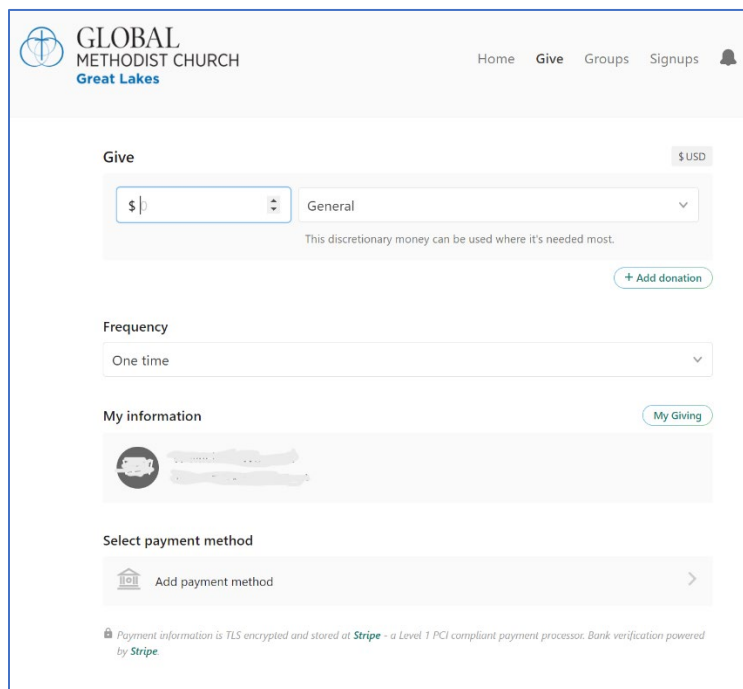 GLOBAL
METHODIST CHURCH
Great Lakes
Home Give Groups Signups
Give
$ USD
$ 0
General
This discretionary money can be used where it's needed most.
+ Add donation
Frequency
One time
My information
My Giving
Select payment method
Add payment method
Payment information is TLS encrypted and stored at Stripe - a Level 1 PCI compliant payment processor. Bank verification powered
by Stripe.